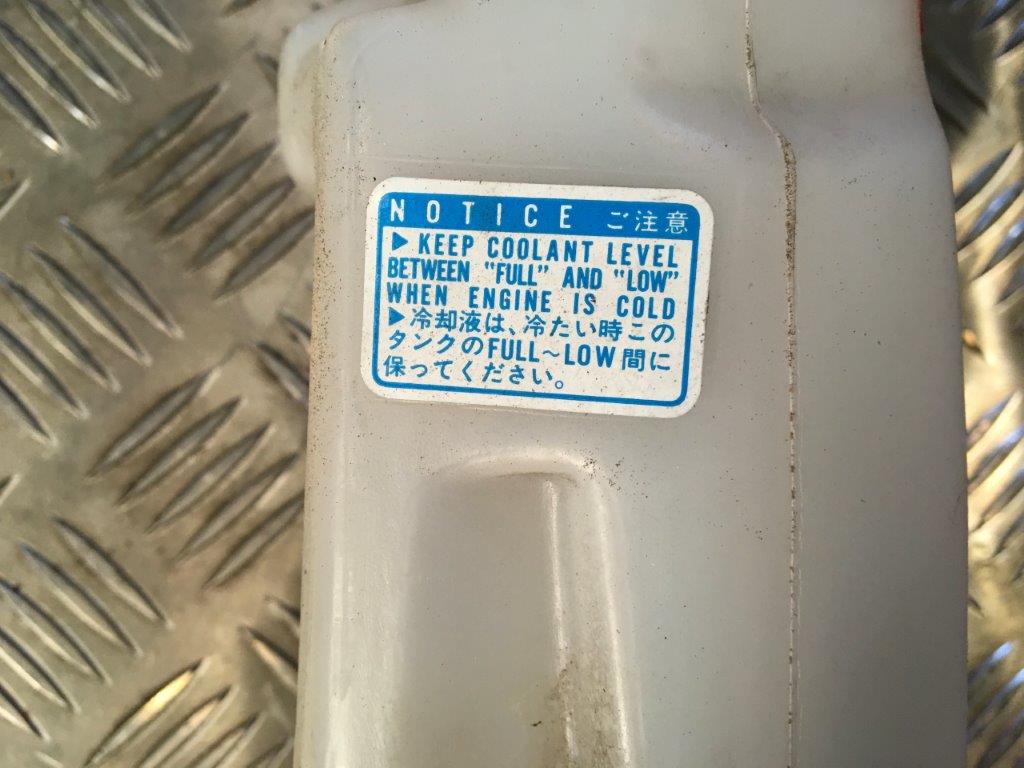 NOTICE ご注意
▶ KEEP COOLANT LEVEL
BETWEEN "FULL" AND "LOW"
WHEN ENGINE IS COLD
▶冷却液は、冷たい時この
タンクのFULL～LOW間に
保ってください。